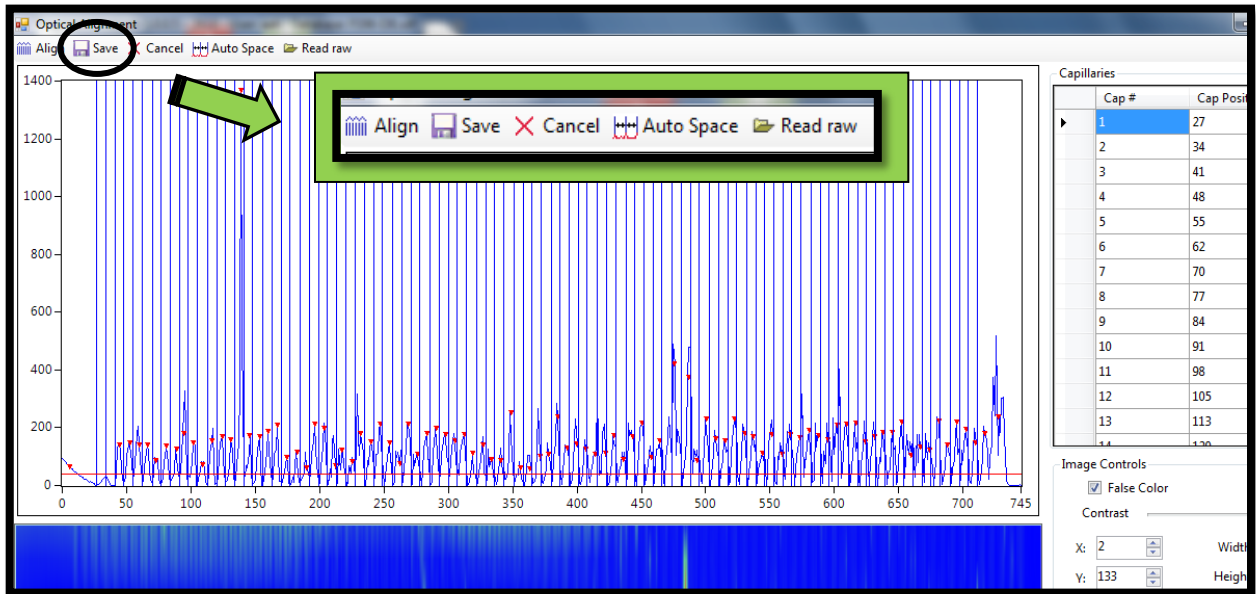 Optical Alignment
Align Save Cancel Auto Space Read raw
Align Save Cancel Auto Space Read raw
1400
1200
1000
800
600
400
200
0
0 50 100 150 200 250 300 350 400 450 500 550 600 650 700 745
Capillaries
Cap # Cap Posit
1 27
2 34
3 41
4 48
5 55
6 62
7 70
8 77
9 84
10 91
11 98
12 105
13 113
14 120
Image Controls
False Color
Contrast
X: 2 Widt
Y: 133 Heigh